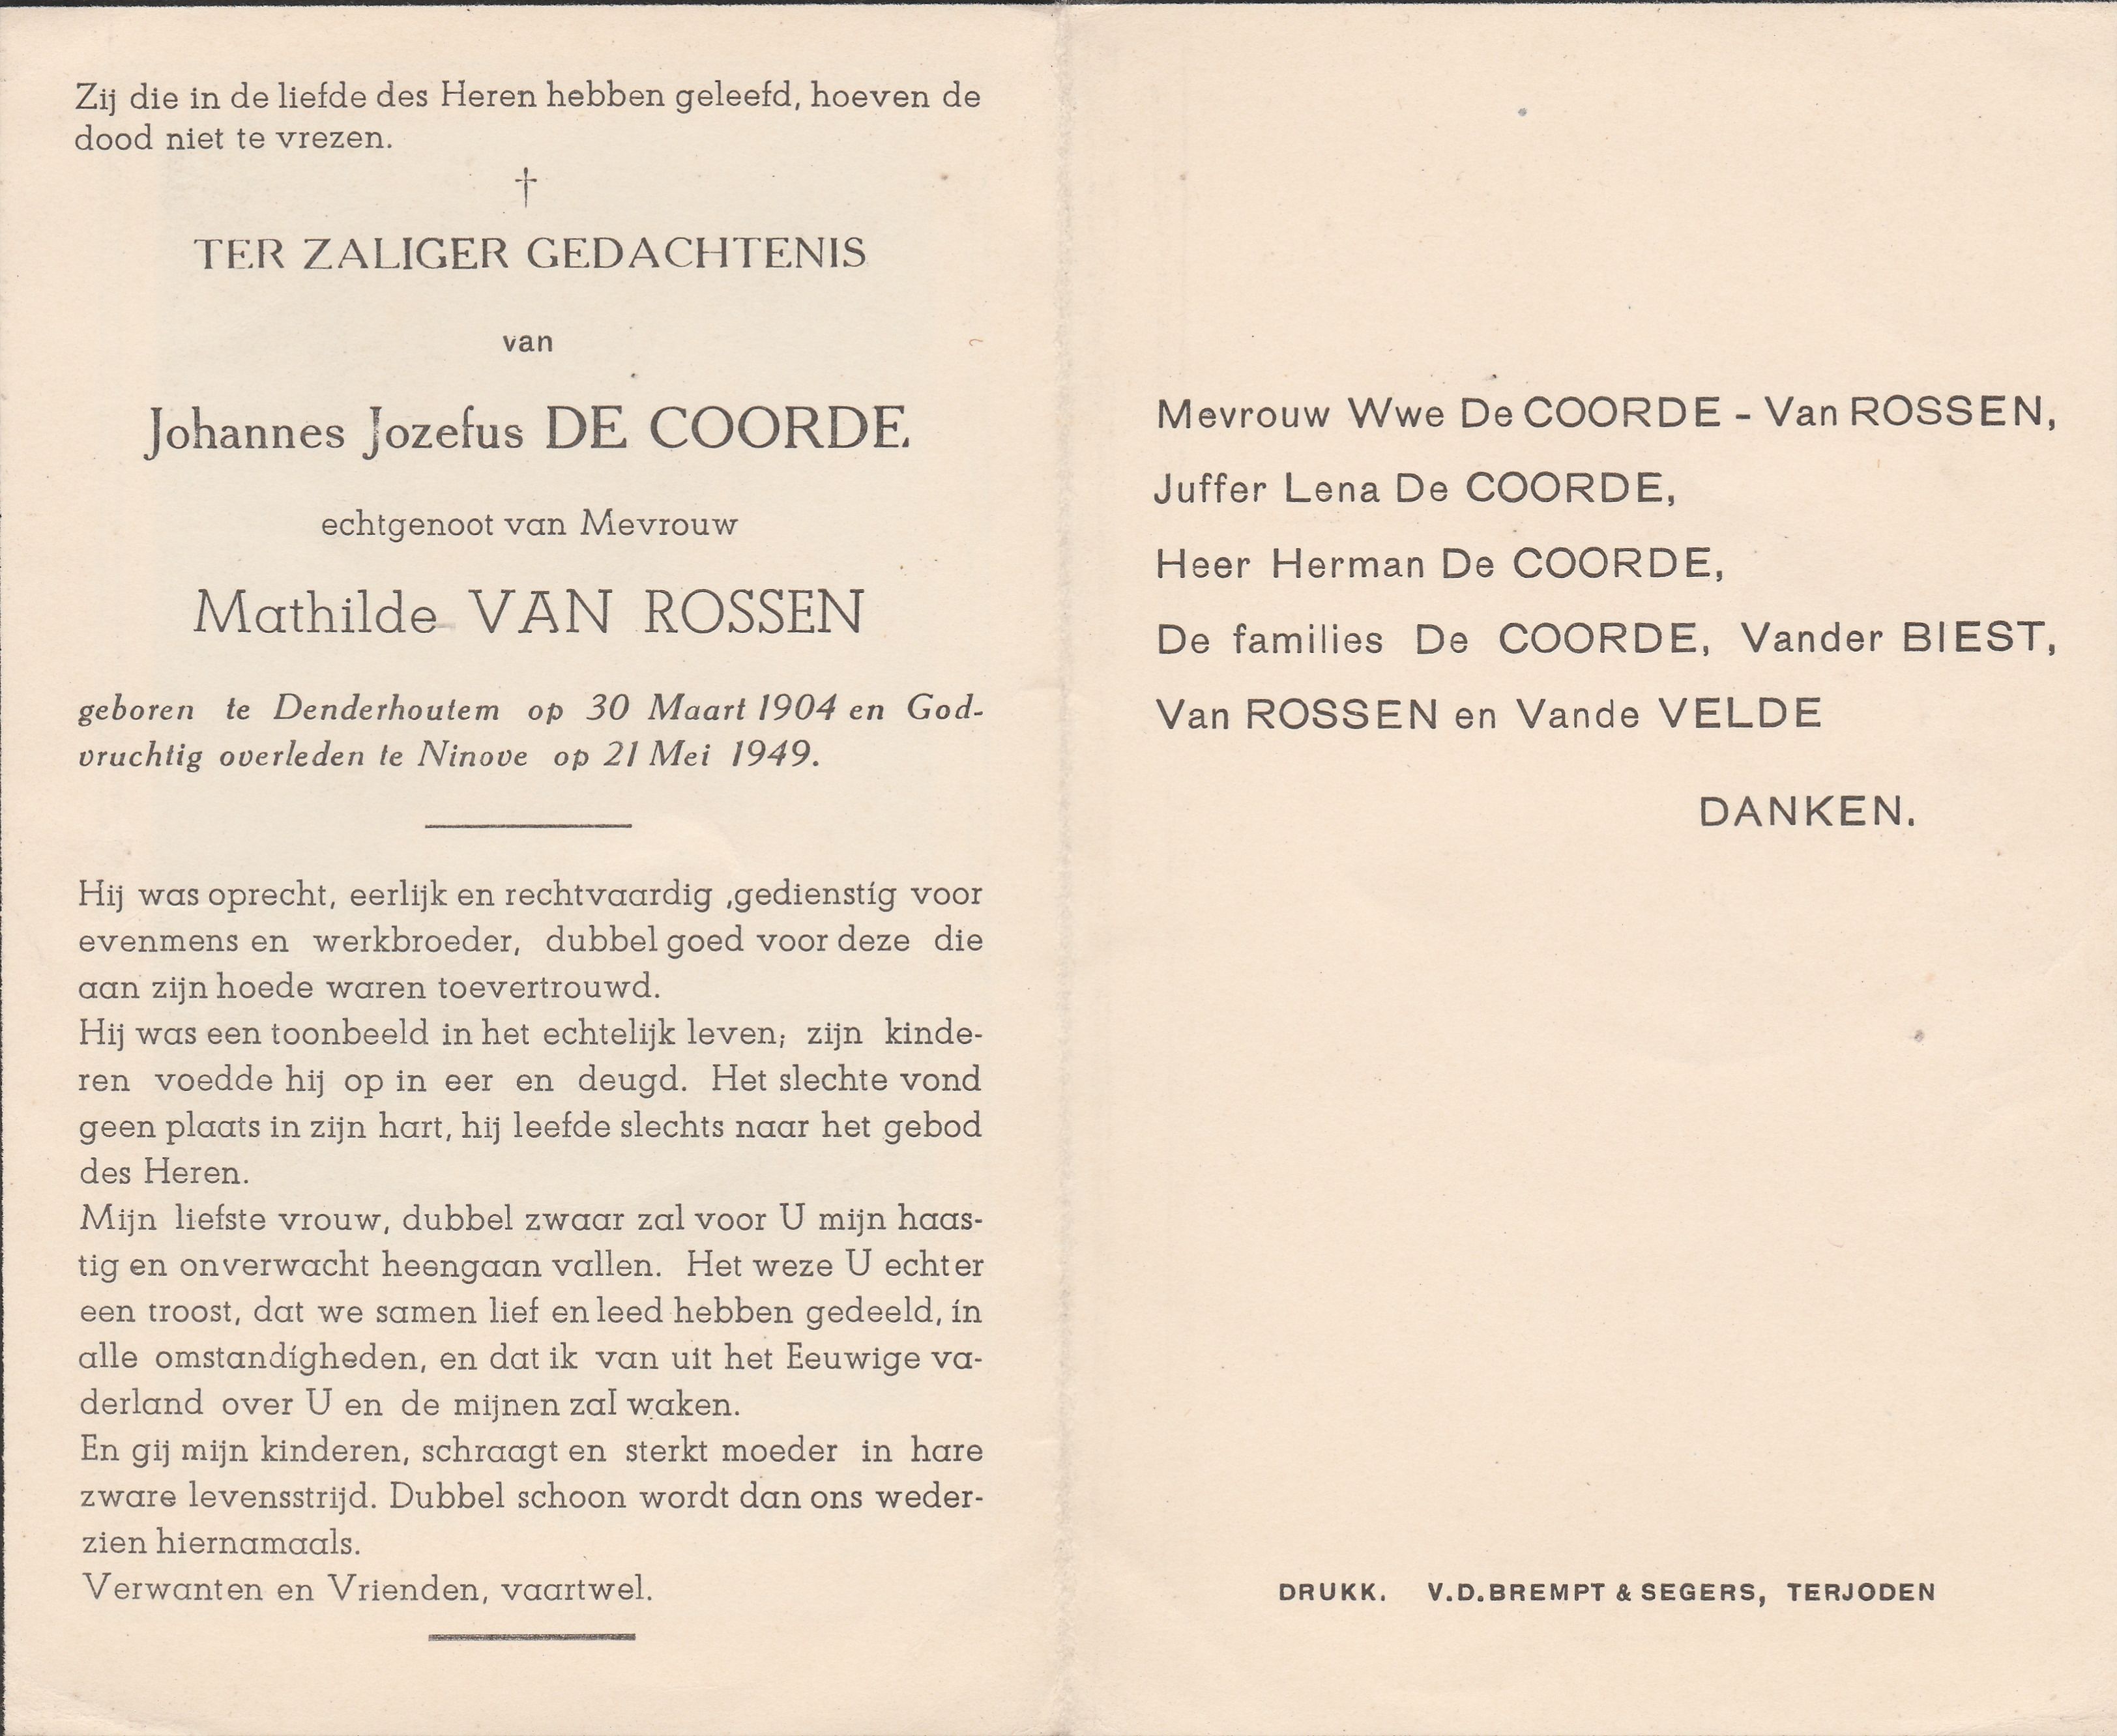 Zij die in de liefde des Heren hebben geleefd, hoeven de
dood niet te vrezen.
†
TER ZALIGER GEDACHTENIS
van
Johannes Jozefus DE COORDE
echtgenoot van Mevrouw
Mathilde VAN ROSSEN
geboren te Denderhoutem op 30 Maart 1904 en God-
vruchtig overleden te Ninove op 21 Mei 1949.
Hij was oprecht, eerlijk en rechtvaardig ,gedienstíg voor
evenmens en werkbroeder, dubbel goed voor deze die
aan zijn hoede waren toevertrouwd.
Hij was een toonbeeld in het echtelijk leven; zijn kinde-
ren voedde hij op in eer en deugd. Het slechte vond
geen plaats in zijn hart, hij leefde slechts naar het gebod
des Heren.
Mijn liefste vrouw, dubbel zwaar zal voor U mijn haas-
tig en onverwacht heengaan vallen. Het weze U echter
een troost, dat we samen lief en leed hebben gedeeld, ín
alle omstandígheden, en dat ik van uit het Eeuwige va-
derland over U en de mijnen zal waken.
En gij mijn kinderen, schraagt en sterkt moeder in hare
zware levensstrijd. Dubbel schoon wordt dan ons weder-
zien hiernamaals.
Verwanten en Vrienden, vaartwel.
Mevrouw Wwe De COORDE - Van ROSSEN,
Juffer Lena De COORDE,
Heer Herman De COORDE,
De families De COORDE, Vander BIEST,
Van ROSSEN en Vande VELDE
DANKEN.
DRUKK. V.D.BREMPT & SEGERS, TERJODEN